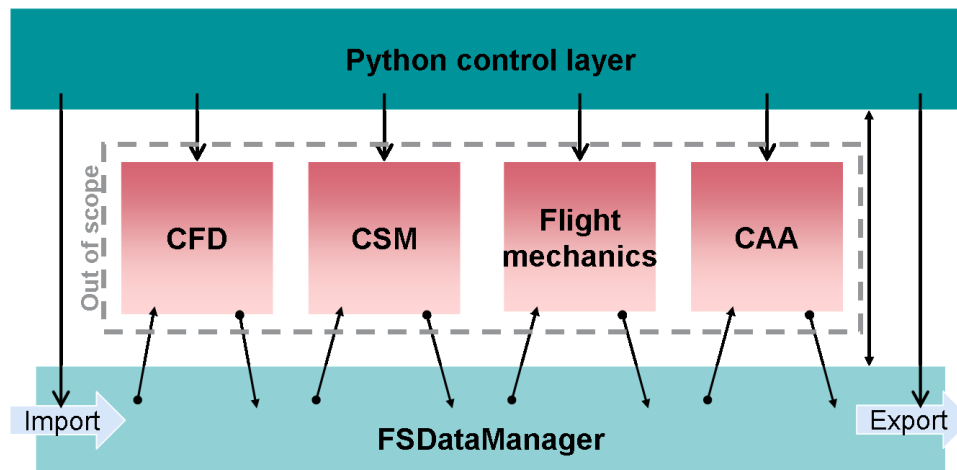 Python control layer
Out of scope
CFD
CSM
Flight
mechanics
CAA
Import
FSDataManager
Export